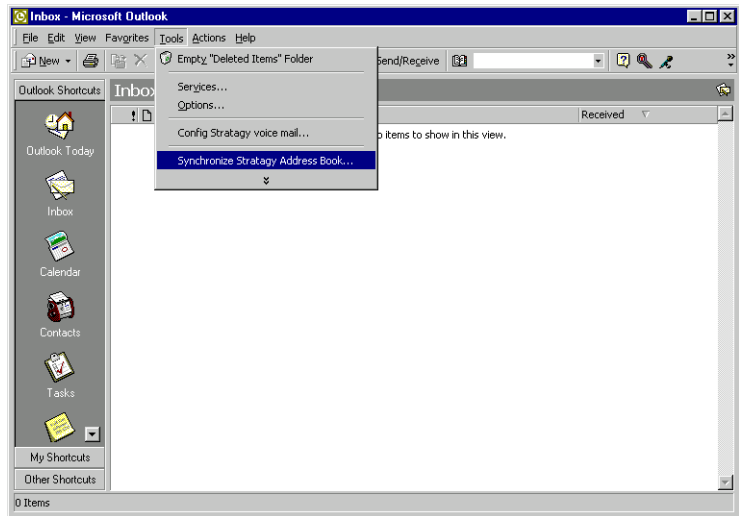 Inbox - Microsoft Outlook
File Edit View Favorites Tools Actions Help
New Send/Receive
Empty "Deleted Items" Folder
Services...
Options...
Config Stratagy voice mail...
Synchronize Stratagy Address Book...
Outlook Shortcuts
Outlook Today
Inbox
Calendar
Contacts
Tasks
My Shortcuts
Other Shortcuts
Inbox
Received
items to show in this view.
0 Items